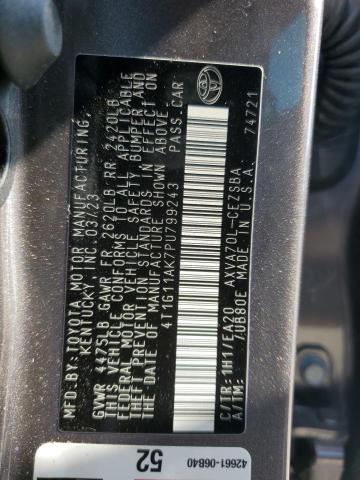 MFD. BY: TOYOTA MOTOR MANUFACTURING,
KENTUCKY INC. 03/23
GVWR 4475LB GAWR FR 2620LB RR 2420LB
THIS VEHICLE CONFORMS TO ALL APPLICABLE
FEDERAL MOTOR VEHICLE SAFETY, BUMPER AND
THEFT PREVENTION STANDARDS IN EFFECT ON
THE DATE OF MANUFACTURE SHOWN ABOVE.
4T1G11AK7PU799243 PASS.CAR
C/TR: 1H17EA20 AXVA70L-CEZSBA
A/TM: /UB80E MADE IN U.S.A. 74721
TOYOTA
42661-06B40
52